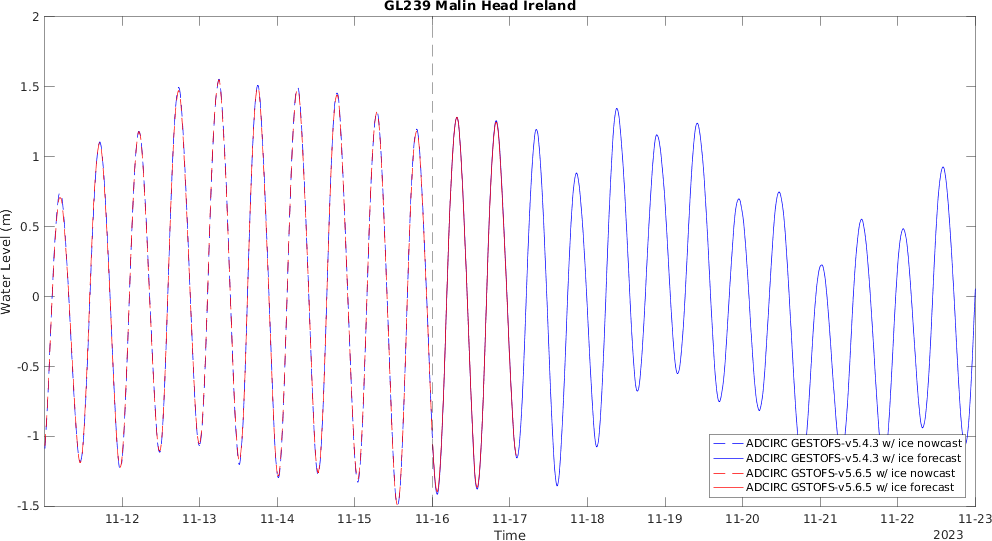 GL239 Malin Head Ireland
2
1.5
1
0.5
0
-0.5
-1
-1.5
Water Level (m)
ADCIRC GESTOFS-v5.4.3 w/ ice nowcast
ADCIRC GESTOFS-v5.4.3 w/ ice forecast
ADCIRC GSTOFS-v5.6.5 w/ ice nowcast
ADCIRC GSTOFS-v5.6.5 w/ ice forecast
11-12 11-13 11-14 11-15 11-16 11-17 11-18 11-19 11-20 11-21 11-22 11-23
Time
2023